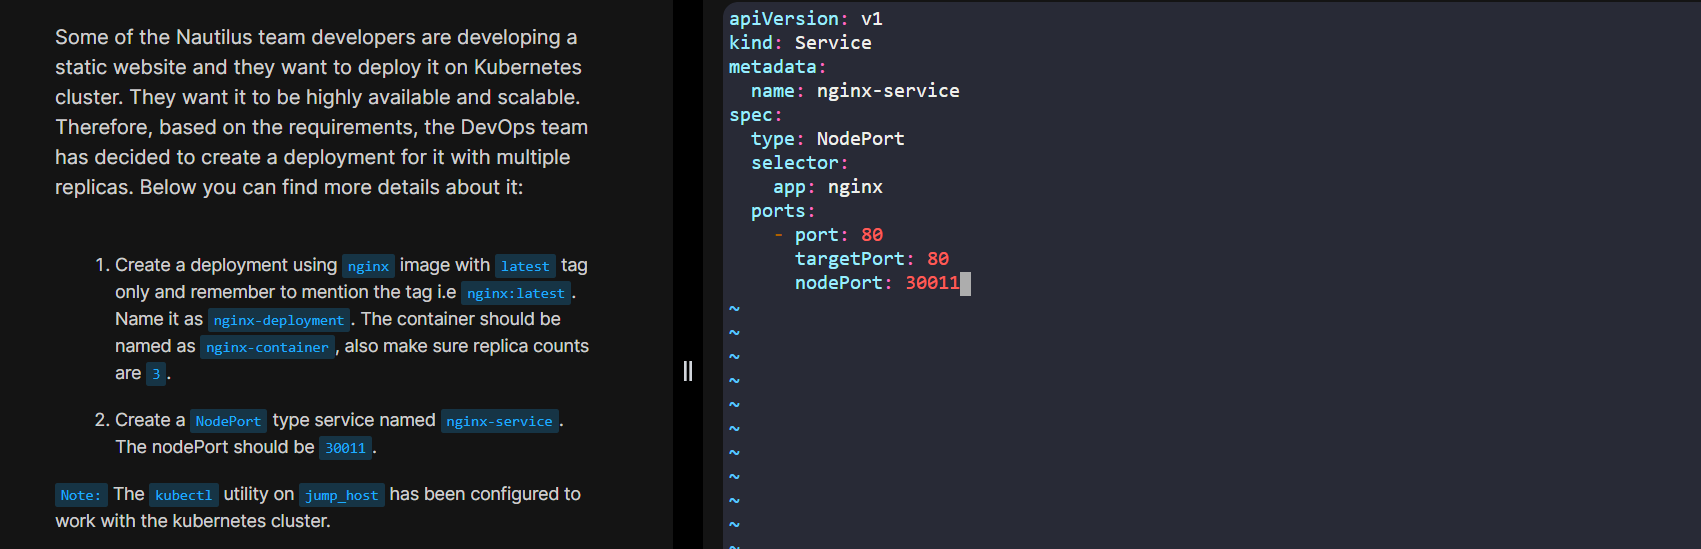 Some of the Nautilus team developers are developing a
static website and they want to deploy it on Kubernetes
cluster. They want it to be highly available and scalable.
Therefore, based on the requirements, the DevOps team
has decided to create a deployment for it with multiple
replicas. Below you can find more details about it:
1. Create a deployment using nginx image with latest tag
only and remember to mention the tag i.e nginx:latest.
Name it as nginx-deployment. The container should be
named as nginx-container, also make sure replica counts
are 3.
2. Create a NodePort type service named nginx-service.
The nodePort should be 30011.
Note: The kubectl utility on jump_host has been configured to
work with the kubernetes cluster.
apiVersion: v1
kind: Service
metadata:
  name: nginx-service
spec:
  type: NodePort
  selector:
    app: nginx
  ports:
    - port: 80
      targetPort: 80
      nodePort: 30011
~
~
~
~
~
~
~
~
~
~
~